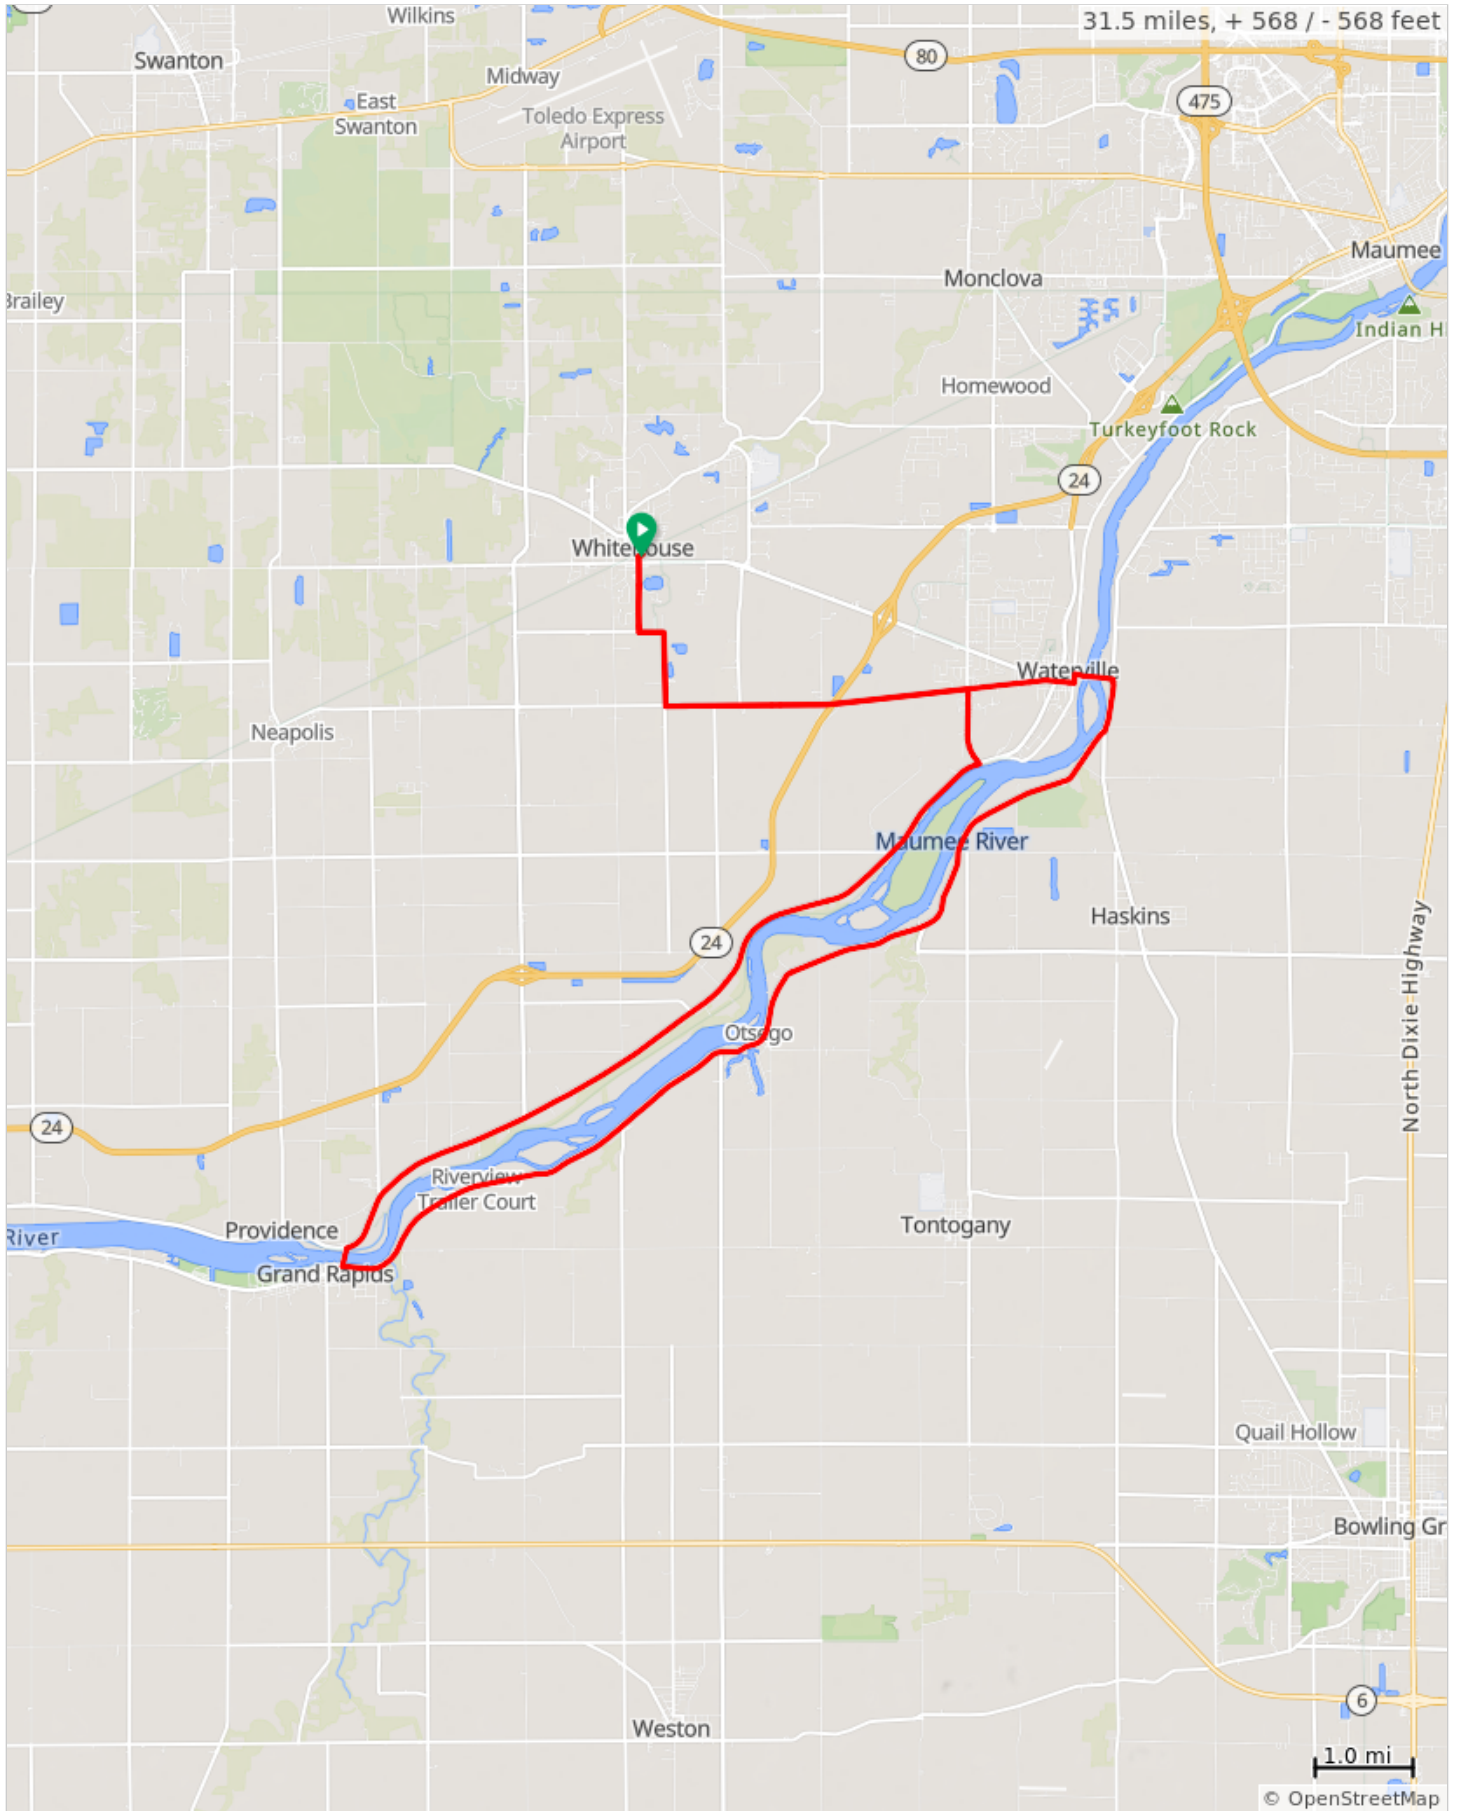 Wilkins
31.5 miles, + 568 / - 568 feet
Swanton
80
Midway
East
Swanton
475
Toledo Express
Airport
Maumee
Monclova
Brailey
Indian H
Homewood
Turkeyfoot Rock
24
Whitehouse
Waterville
Neapolis
Maumee River
Haskins
24
North Dixie Highway
Otsego
24
Riverview
Trailer Court
Tontogany
Providence
River
Grand Rapids
Quail Hollow
Bowling Gr
6
Weston
1.0 mi
© OpenStreetMap